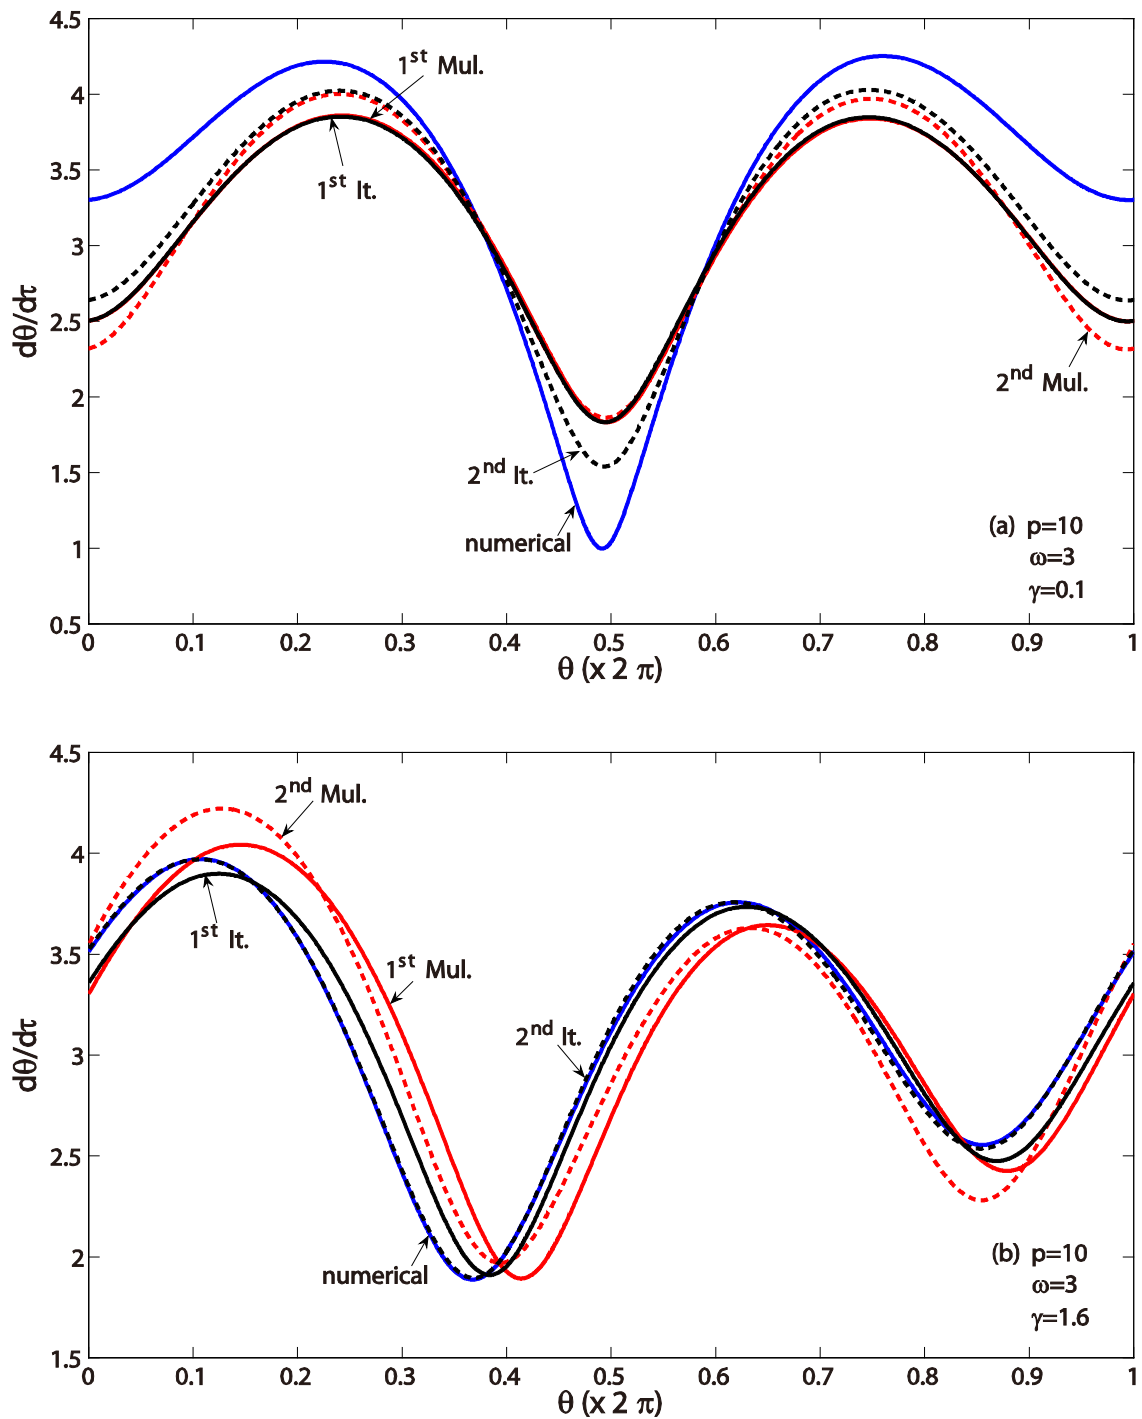 4.5
4
3.5
3
2.5
2
1.5
1
0.5
dθ/dτ
1st Mul.
1st It.
2nd Mul.
2nd It.
numerical
(a) p=10
ω=3
γ=0.1
0 0.1 0.2 0.3 0.4 0.5 0.6 0.7 0.8 0.9 1
θ (x 2 π)
4.5
4
3.5
3
2.5
2
1.5
dθ/dτ
2nd Mul.
1st It.
1st Mul.
2nd It.
numerical
(b) p=10
ω=3
γ=1.6
0 0.1 0.2 0.3 0.4 0.5 0.6 0.7 0.8 0.9 1
θ (x 2 π)